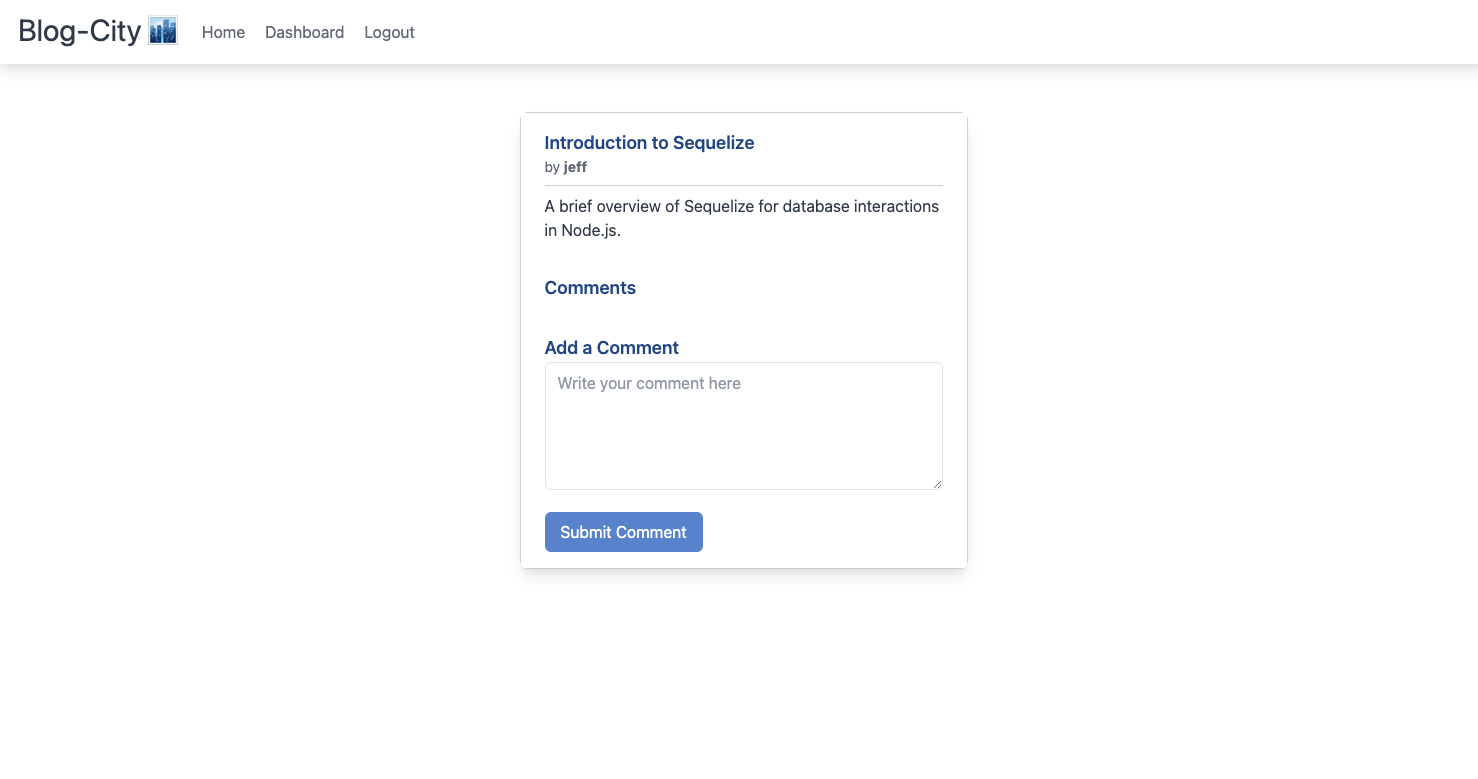 Blog-City
Home
Dashboard
Logout
Introduction to Sequelize
by jeff
A brief overview of Sequelize for database interactions
in Node.js.
Comments
Add a Comment
Write your comment here
Submit Comment